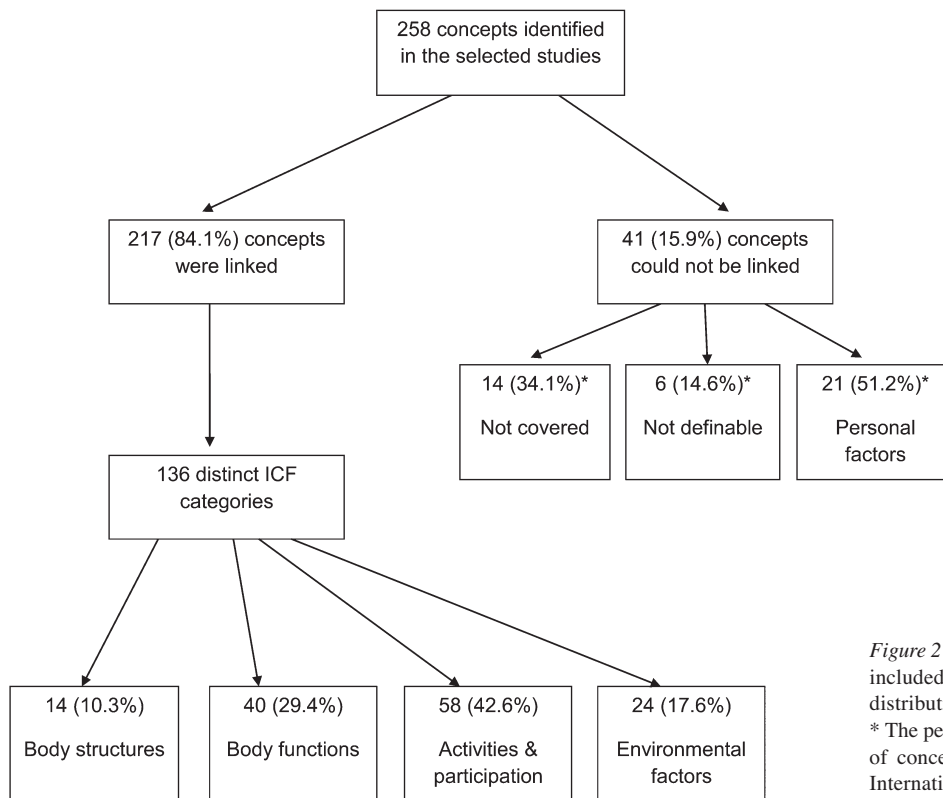 258 concepts identified
in the selected studies
217 (84.1%) concepts
were linked
41 (15.9%) concepts
could not be linked
14 (34.1%)*
Not covered
6 (14.6%)*
Not definable
21 (51.2%)*
Personal
factors
136 distinct ICF
categories
14 (10.3%)
Body structures
40 (29.4%)
Body functions
58 (42.6%)
Activities &
participation
24 (17.6%)
Environmental
factors
Figure 2
included
* The pe
of